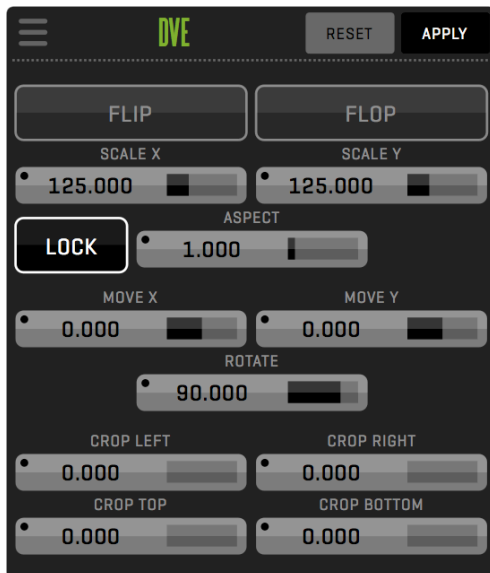 DVE
RESET
APPLY
FLIP
FLOP
SCALE X
SCALE Y
125.000
125.000
ASPECT
LOCK
1.000
MOVE X
MOVE Y
0.000
0.000
ROTATE
90.000
CROP LEFT
CROP RIGHT
0.000
0.000
CROP TOP
CROP BOTTOM
0.000
0.000